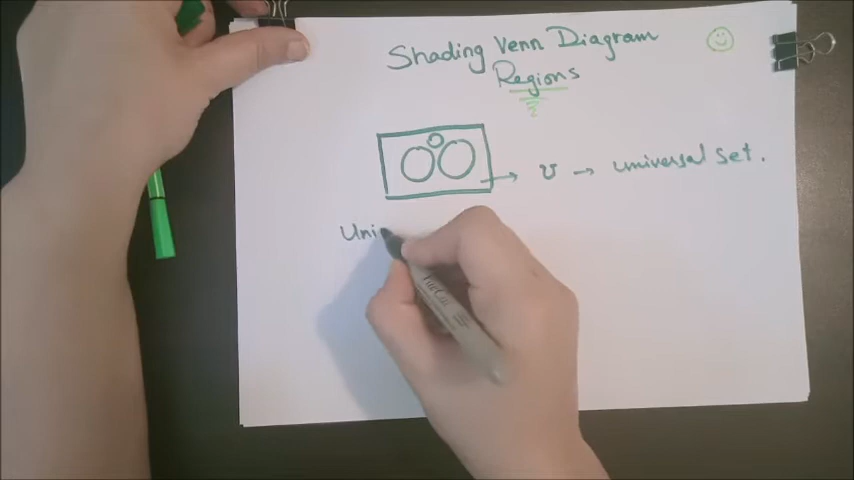 Shading Venn Diagram
Regions
U → universal set.
Uni